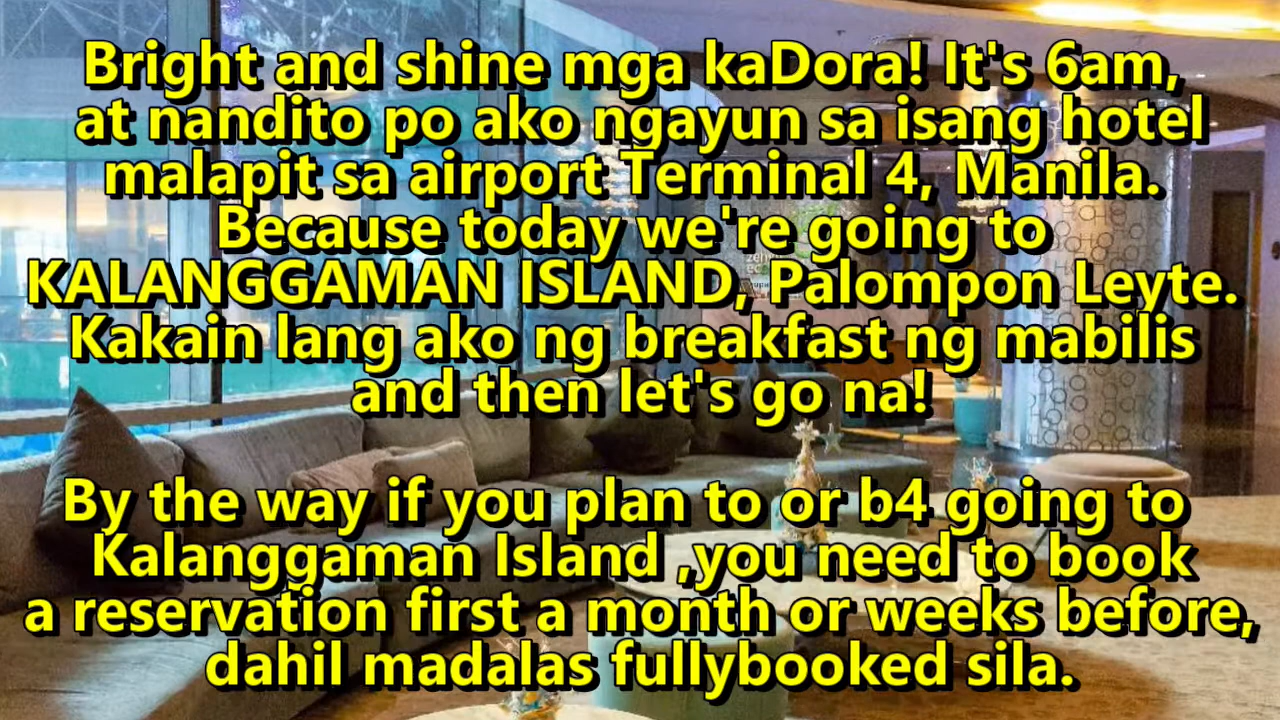 Bright and shine mga kaDora! It's 6am,
at nandito po ako ngayun sa isang hotel
malapit sa airport Terminal 4, Manila.
Because today we're going to
KALANGGAMAN ISLAND, Palompon Leyte.
Kakain lang ako ng breakfast ng mabilis
and then let's go na!
By the way if you plan to or b4 going to
Kalanggaman Island ,you need to book
a reservation first a month or weeks before,
dahil madalas fullybooked sila.